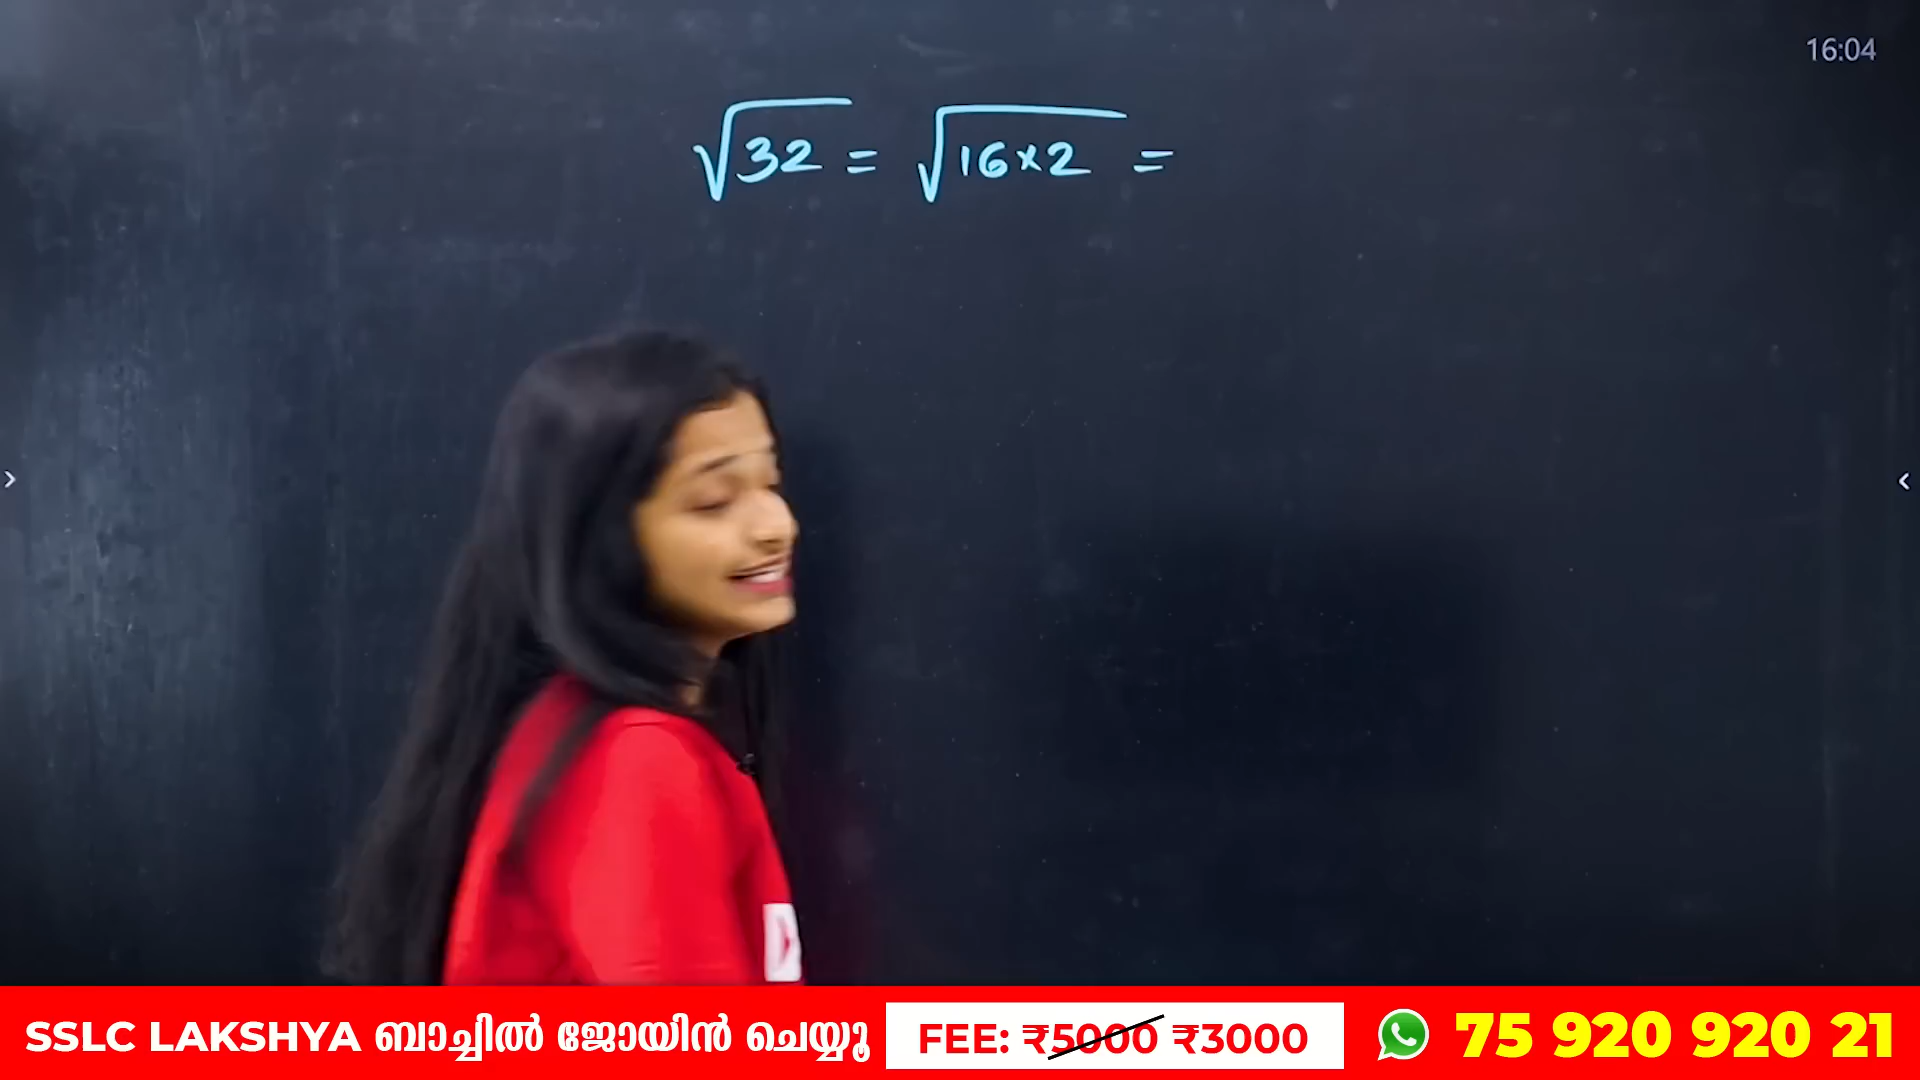 16:04
√32 = √16×2 =
SSLC LAKSHYA ബാച്ചിൽ ജോയിൻ ചെയ്യൂ FEE: ₹5000 ₹3000 75 920 920 21